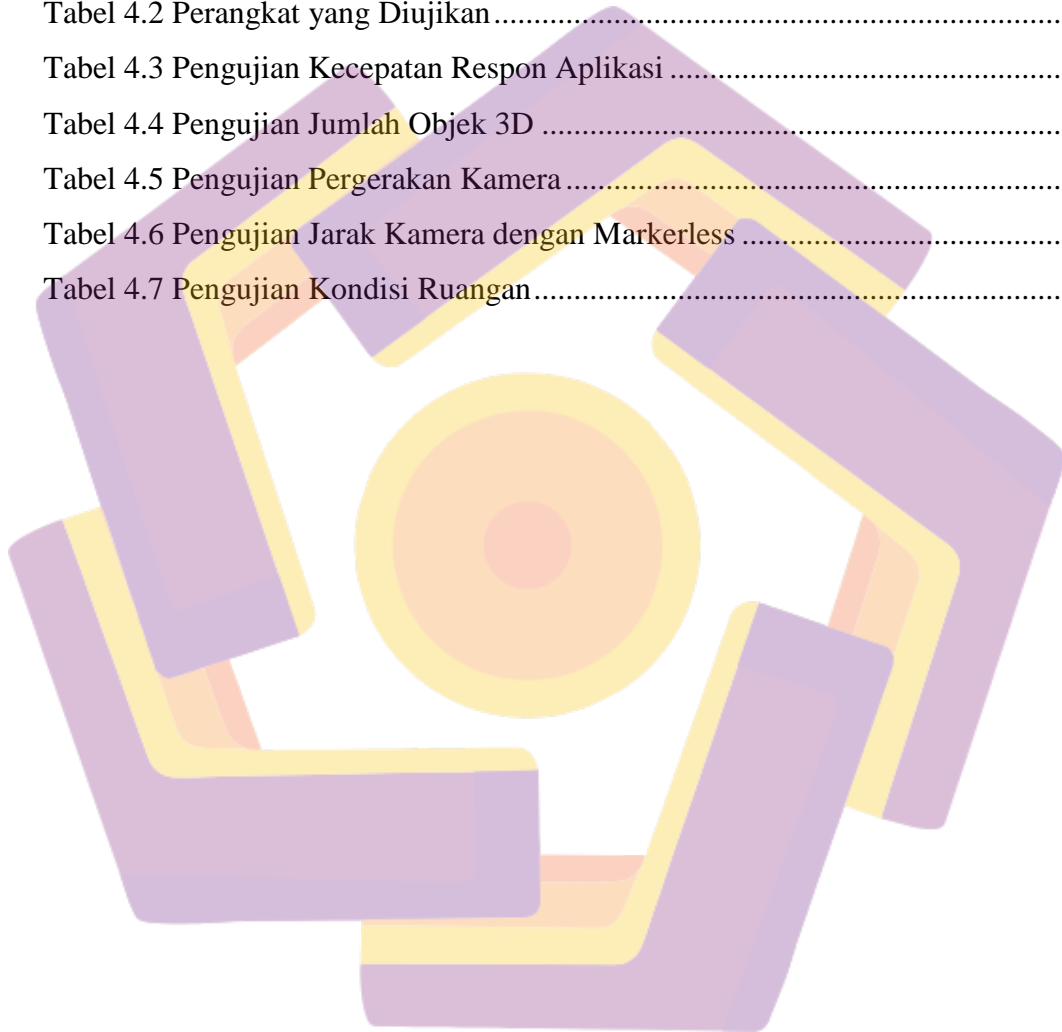 Tabel 4.2 Perangkat yang Diujikan.......................................................................
Tabel 4.3 Pengujian Kecepatan Respon Aplikasi................................................
Tabel 4.4 Pengujian Jumlah Objek 3D................................................................
Tabel 4.5 Pengujian Pergerakan Kamera.............................................................
Tabel 4.6 Pengujian Jarak Kamera dengan Markerless.......................................
Tabel 4.7 Pengujian Kondisi Ruangan.................................................................